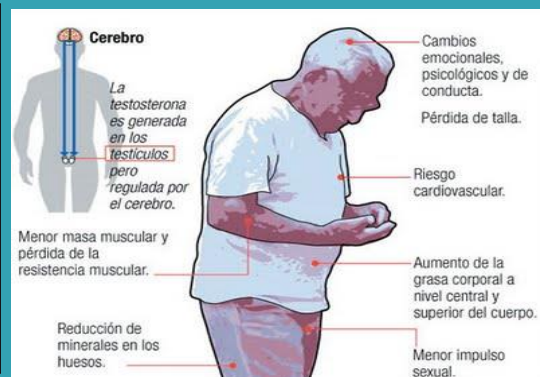 Cerebro
La
testosterona
es generada
en los
testículos
pero
regulada por
el cerebro.
Menor masa muscular y
pérdida de la
resistencia muscular.
Reducción de
minerales en los
huesos.
Cambios
emocionales,
psicológicos y de
conducta.
Pérdida de talla.
Riesgo
cardiovascular.
Aumento de la
grasa corporal a
nivel central y
superior del cuerpo.
Menor impulso
sexual.